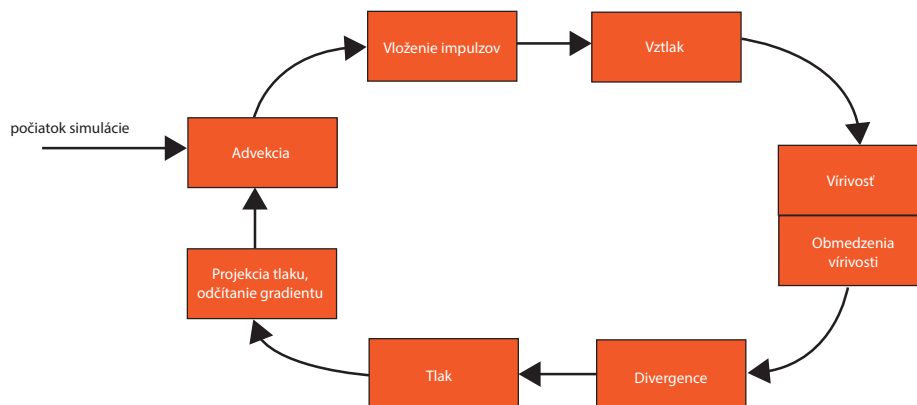 počiatok simulácie
Advekcia
Vloženie impulzov
Vztlak
Vírivosť
Obmedzenia
vírivosti
Divergence
Tlak
Projekcia tlaku,
odčítanie gradientu